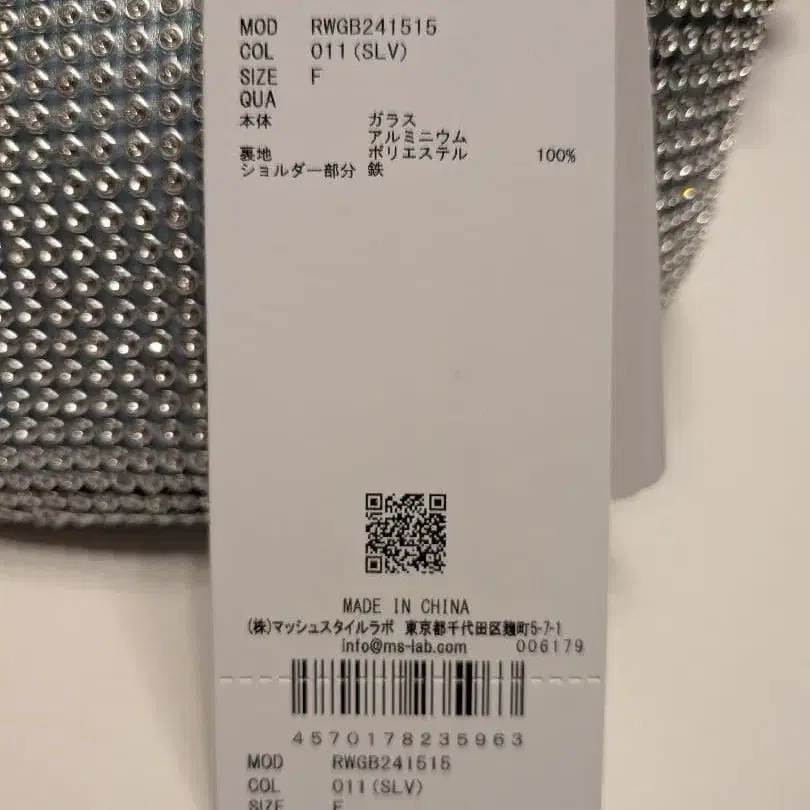 MOD RWGB241515
COL 011(SLV)
SIZE F
QUA
本体 ガラス
アルミニウム
裏地 ポリエステル 100%
ショルダー部分 鉄
MADE IN CHINA
(株)マッシュスタイルラボ 東京都千代田区麹町5-7-1
info@ms-lab.com 006179
4570178235963
MOD RWGB241515
COL 011(SLV)
SIZE F